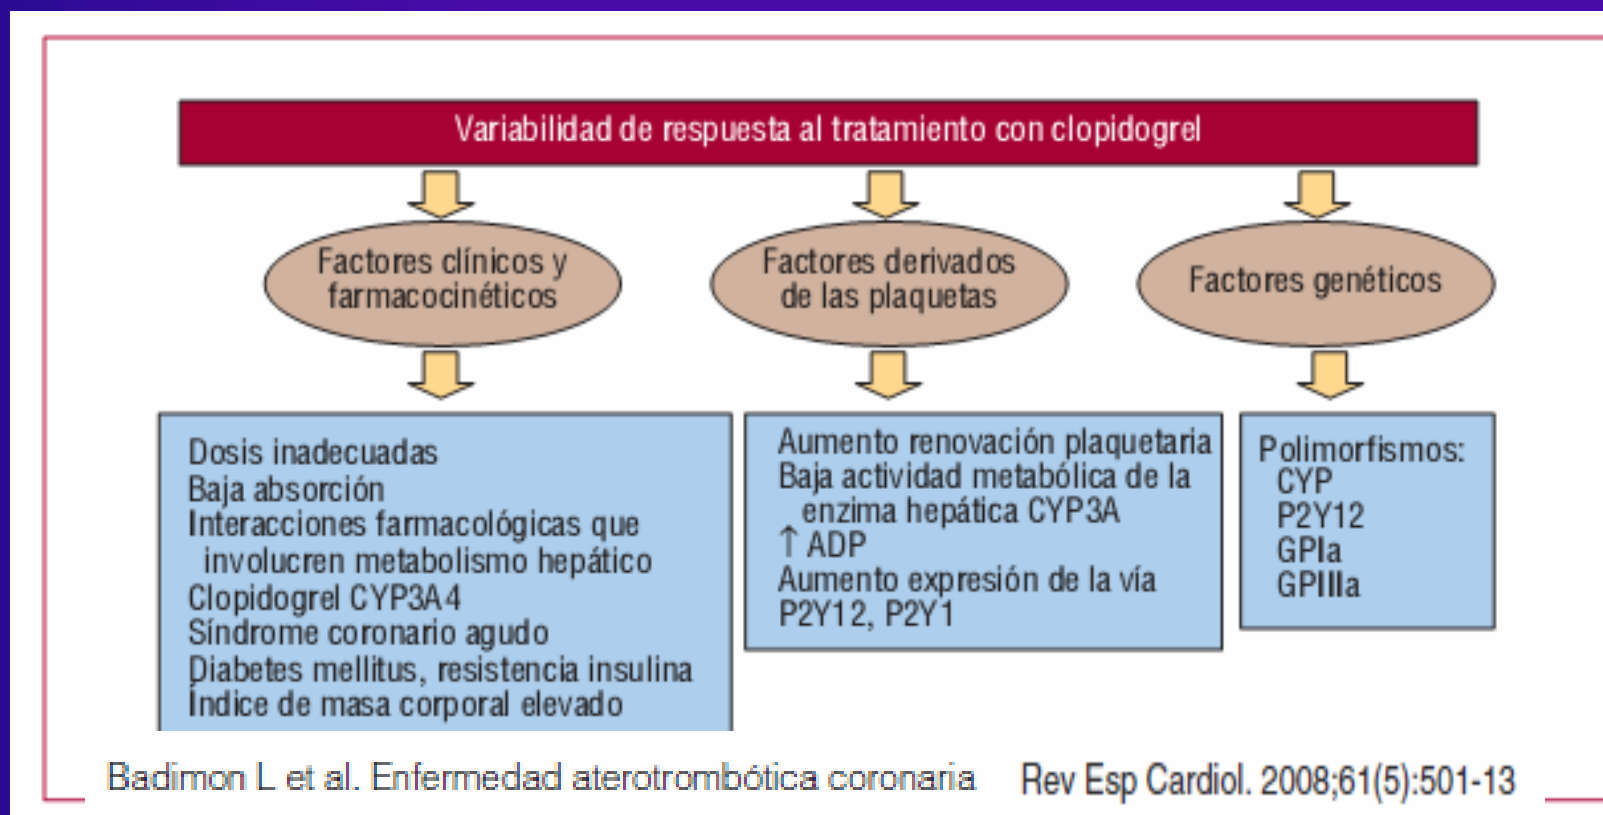 Variabilidad de respuesta al tratamiento con clopidogrel
Factores clínicos y
farmacocinéticos
Factores derivados
de las plaquetas
Factores genéticos
Dosis inadecuadas
Baja absorción
Interacciones farmacológicas que
involucren metabolismo hepático
Clopidogrel CYP3A4
Síndrome coronario agudo
Diabetes mellitus, resistencia insulina
Índice de masa corporal elevado
Aumento renovación plaquetaria
Baja actividad metabólica de la
enzima hepática CYP3A
↑ ADP
Aumento expresión de la vía
P2Y12, P2Y1
Polimorfismos:
CYP
P2Y12
GPIa
GPIIIa
Badimon L et al. Enfermedad aterotrombótica coronaria Rev Esp Cardiol. 2008;61(5):501-13